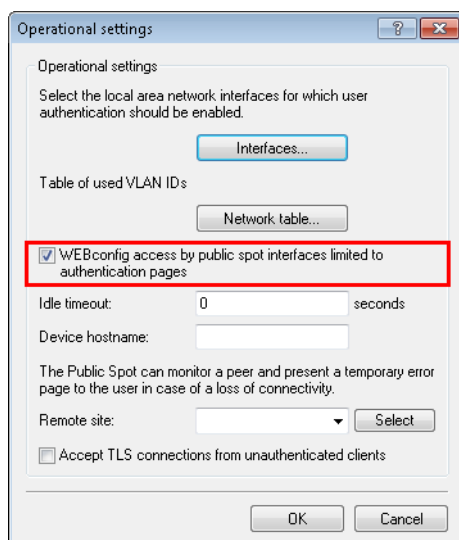 Operational settings
Operational settings
Select the local area network interfaces for which user
authentication should be enabled.
Interfaces...
Table of used VLAN IDs
Network table...
WEBconfig access by public spot interfaces limited to
authentication pages
Idle timeout: 0 seconds
Device hostname:
The Public Spot can monitor a peer and present a temporary error
page to the user in case of a loss of connectivity.
Remote site: Select
Accept TLS connections from unauthenticated clients
OK Cancel